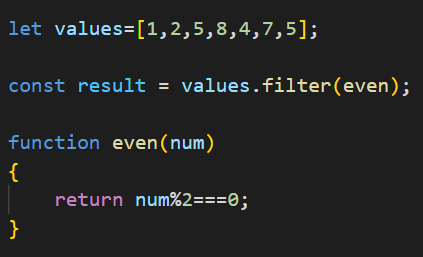 let values=[1,2,5,8,4,7,5];
const result = values.filter(even);
function even(num)
{
    return num%2===0;
}